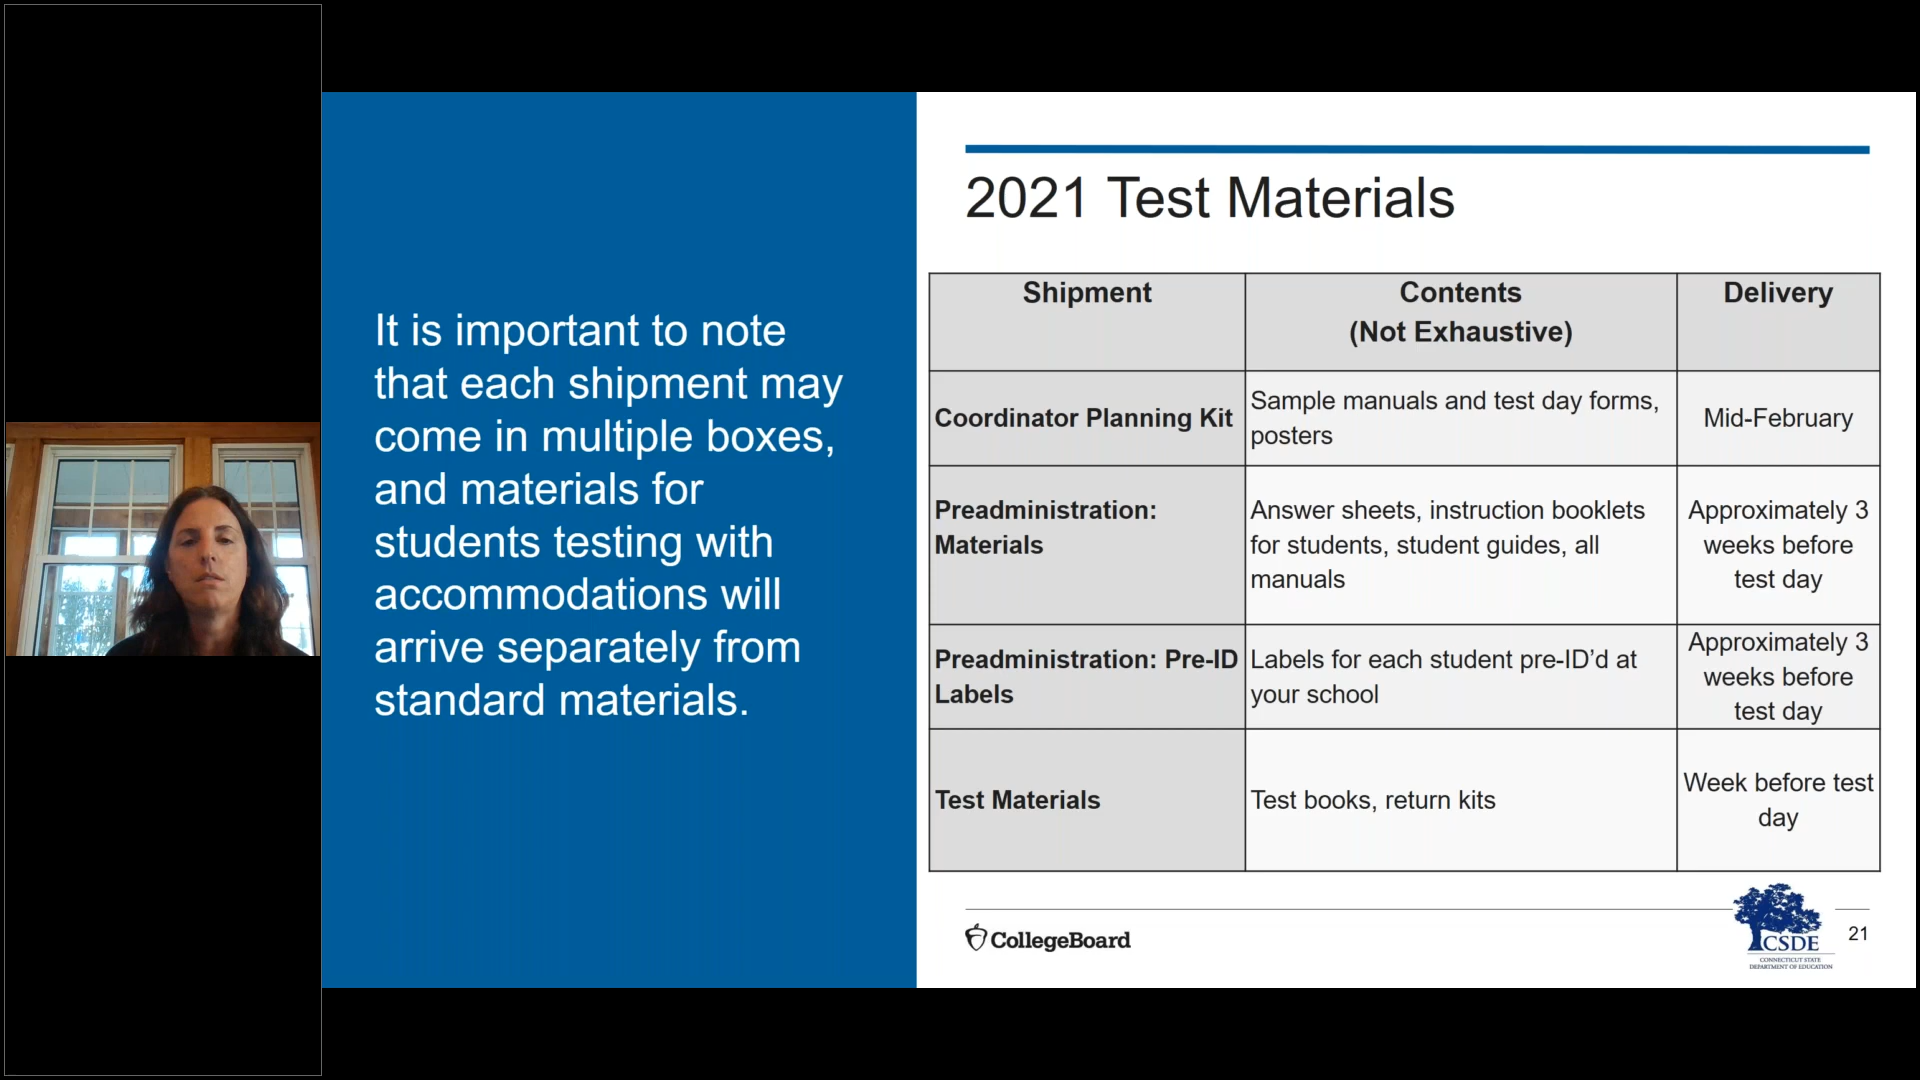 It is important to note
that each shipment may
come in multiple boxes,
and materials for
students testing with
accommodations will
arrive separately from
standard materials.
2021 Test Materials
Shipment
Contents
(Not Exhaustive)
Delivery
Coordinator Planning Kit
Sample manuals and test day forms,
posters
Mid-February
Preadministration:
Materials
Answer sheets, instruction booklets
for students, student guides, all
manuals
Approximately 3
weeks before
test day
Preadministration: Pre-ID
Labels
Labels for each student pre-ID’d at
your school
Approximately 3
weeks before
test day
Test Materials
Test books, return kits
Week before test
day
CollegeBoard
CSDE
CONNECTICUT STATE
DEPARTMENT OF EDUCATION
21